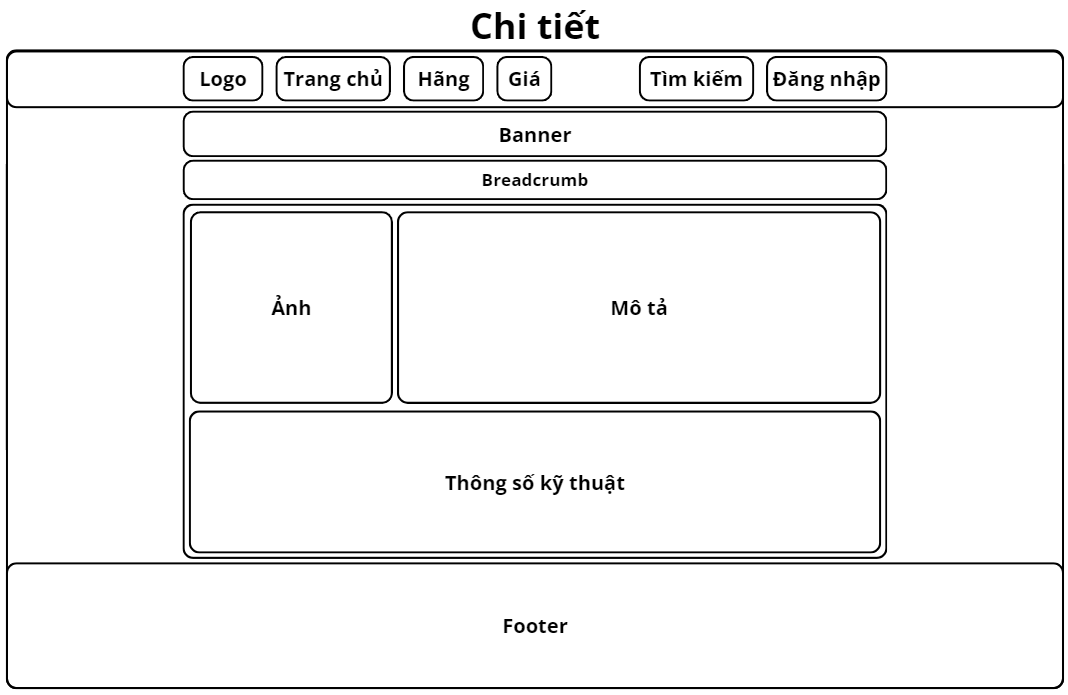 Chi tiết
Logo
Trang chủ
Hãng
Giá
Tìm kiếm
Đăng nhập
Banner
Breadcrumb
Ảnh
Mô tả
Thông số kỹ thuật
Footer